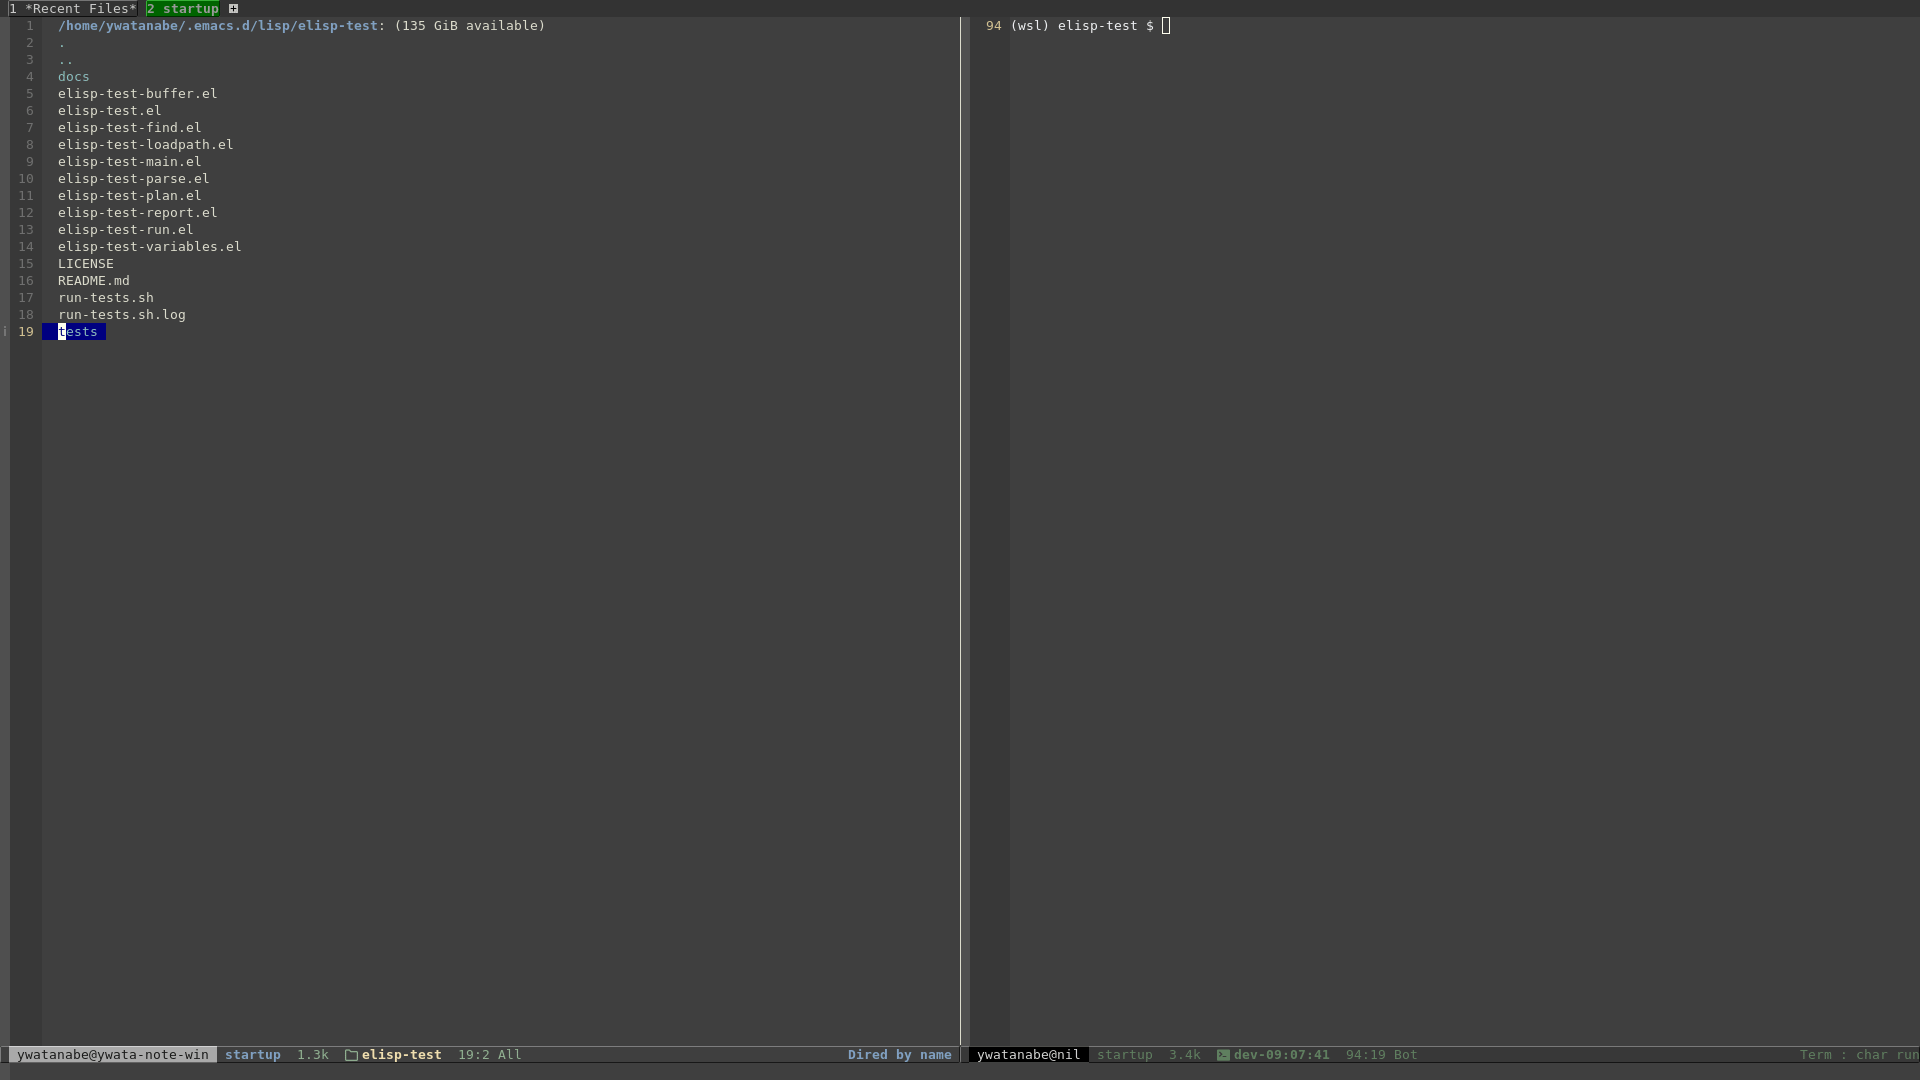 1 *Recent Files* 2 startup
1 /home/ywatanabe/.emacs.d/lisp/elisp-test: (135 GiB available)
2 .
3 ..
4 docs
5 elisp-test-buffer.el
6 elisp-test.el
7 elisp-test-find.el
8 elisp-test-loadpath.el
9 elisp-test-main.el
10 elisp-test-parse.el
11 elisp-test-plan.el
12 elisp-test-report.el
13 elisp-test-run.el
14 elisp-test-variables.el
15 LICENSE
16 README.md
17 run-tests.sh
18 run-tests.sh.log
19 tests
ywatanabe@ywata-note-win startup 1.3k elisp-test 19:2 All Dired by name
94 (wsl) elisp-test $
ywatanabe@nil startup 3.4k dev-09:07:41 94:19 Bot Term : char run